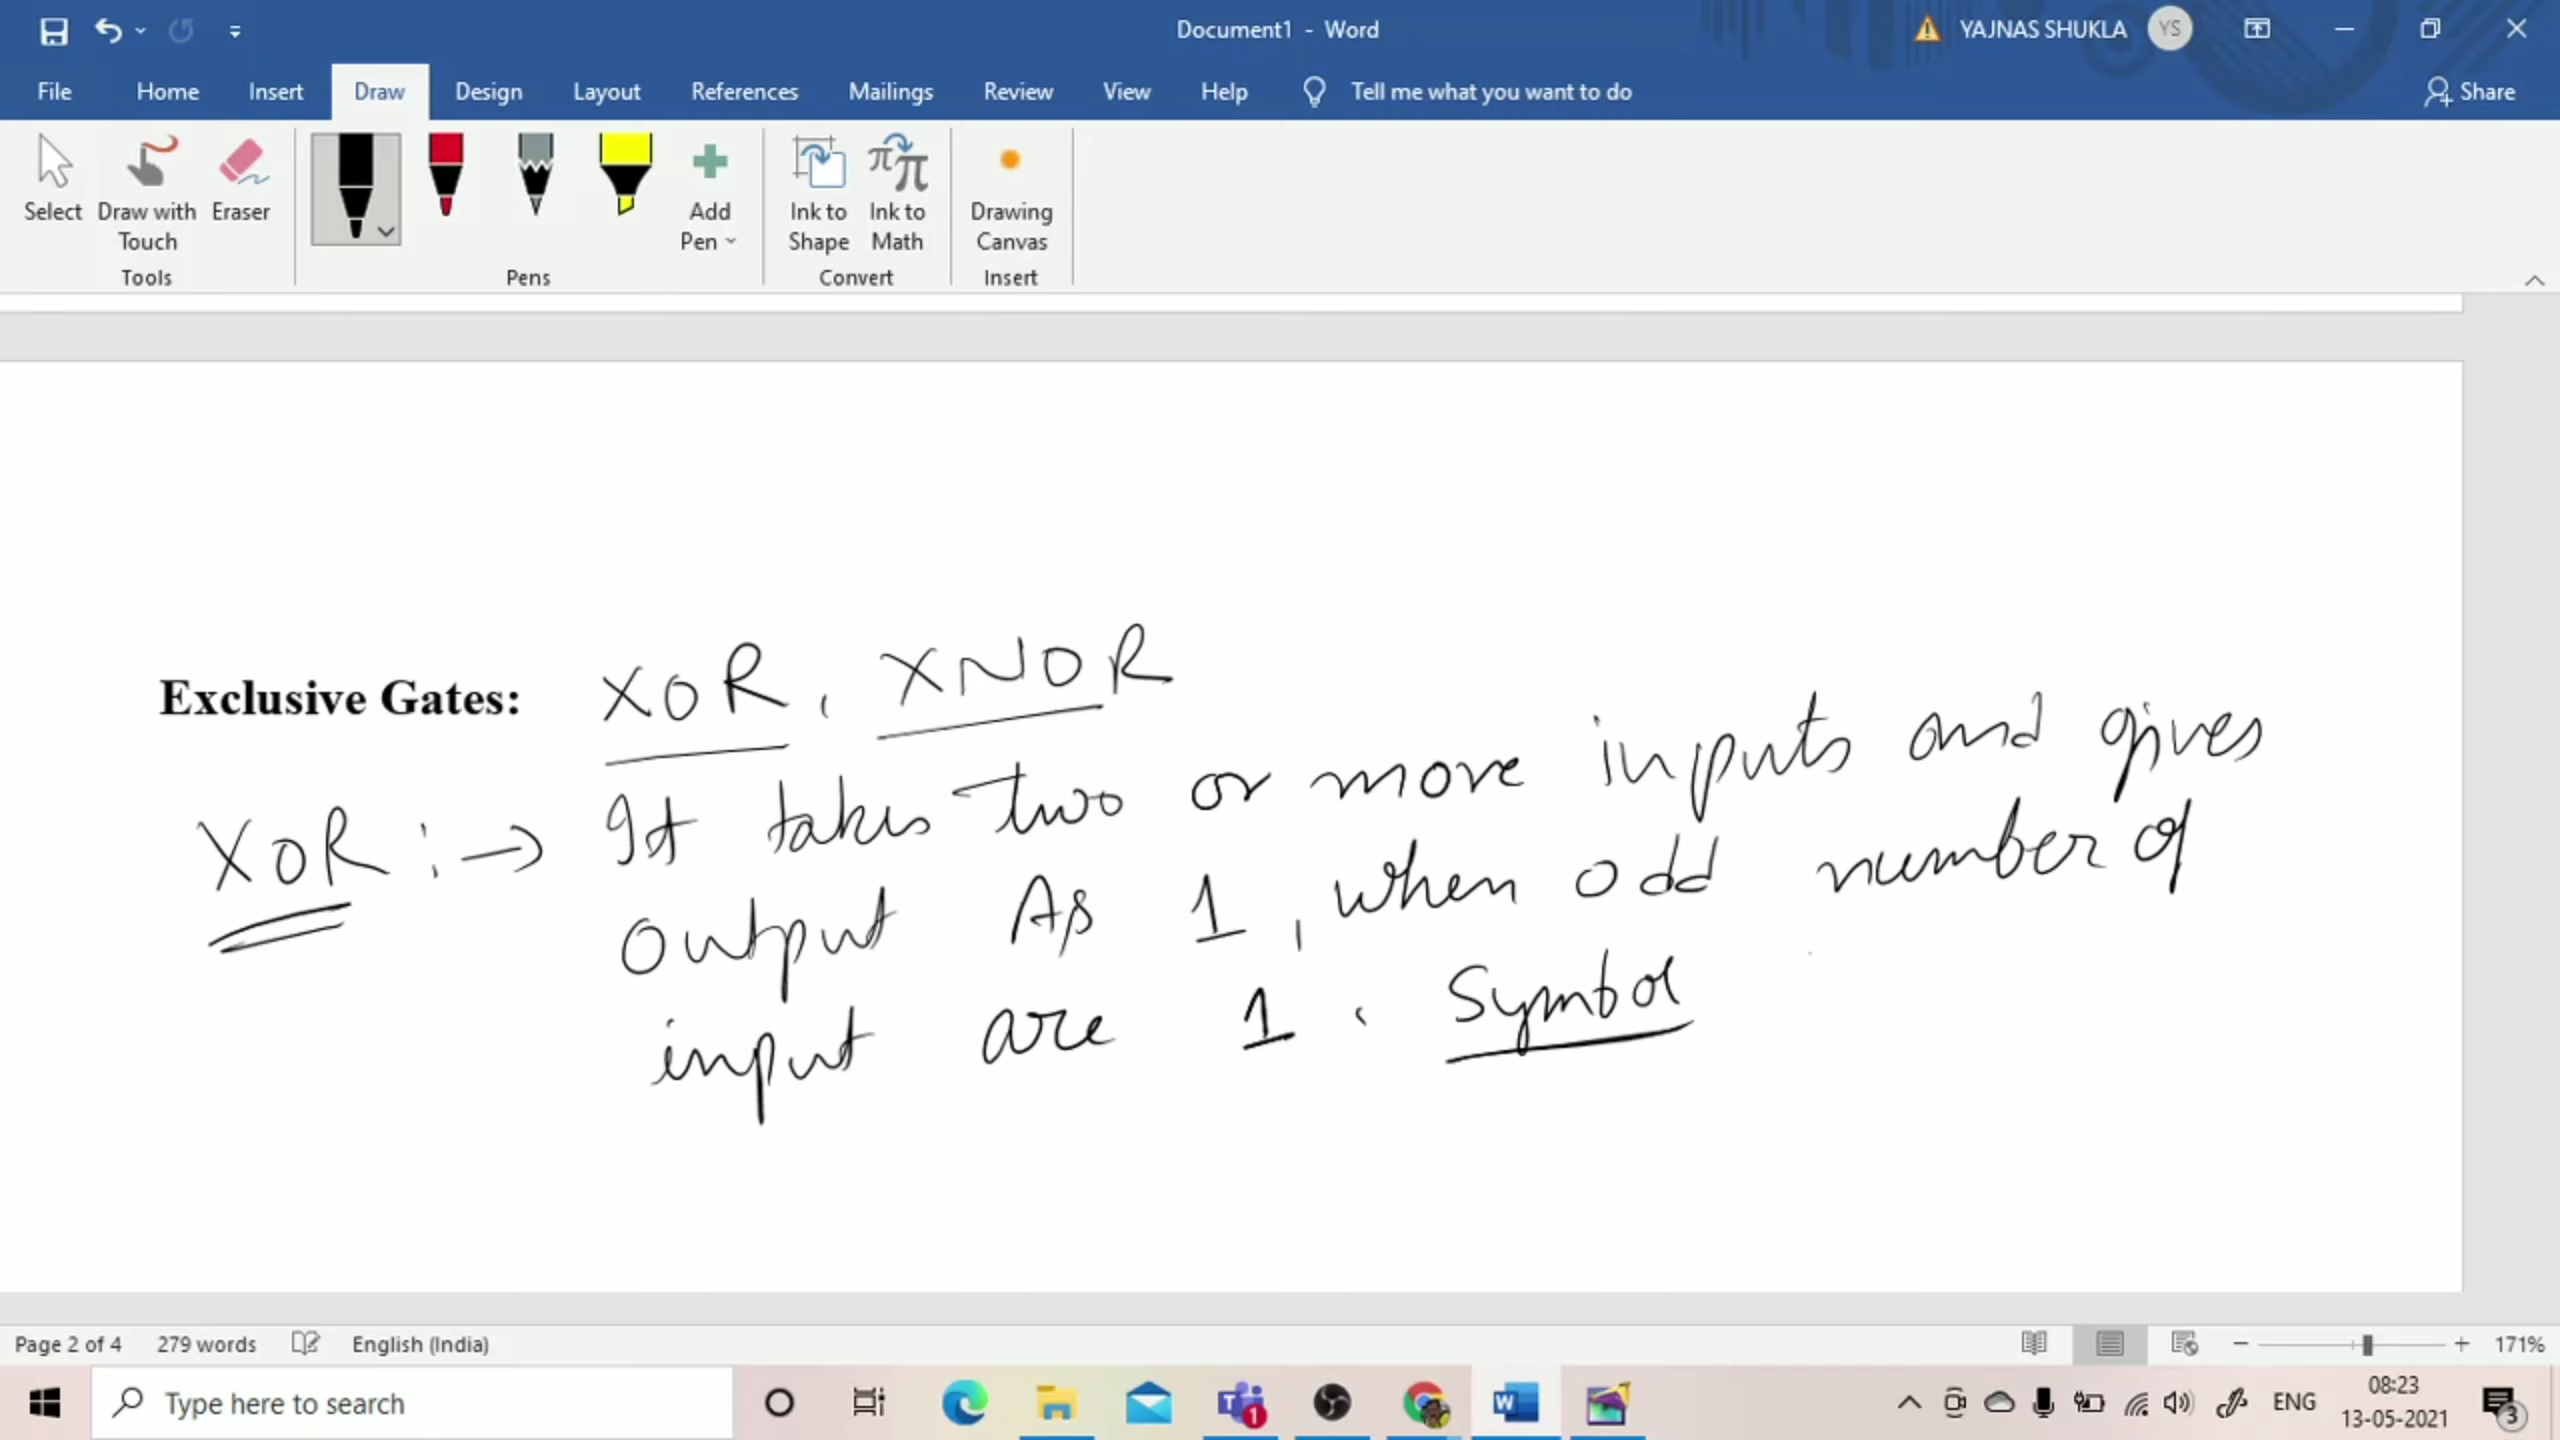 Document1 - Word
YAJNAS SHUKLA YS
File Home Insert Draw Design Layout References Mailings Review View Help Tell me what you want to do Share
Select Draw with Touch Eraser Add Pen Ink to Shape Ink to Math Drawing Canvas
Tools Pens Convert Insert
Exclusive Gates: XOR, XNOR
XOR :→ It takes two or more inputs and gives
output As 1, when odd number of
input are 1. Symbol
Page 2 of 4 279 words English (India) 171%
Type here to search
1
ENG
08:23
13-05-2021
3